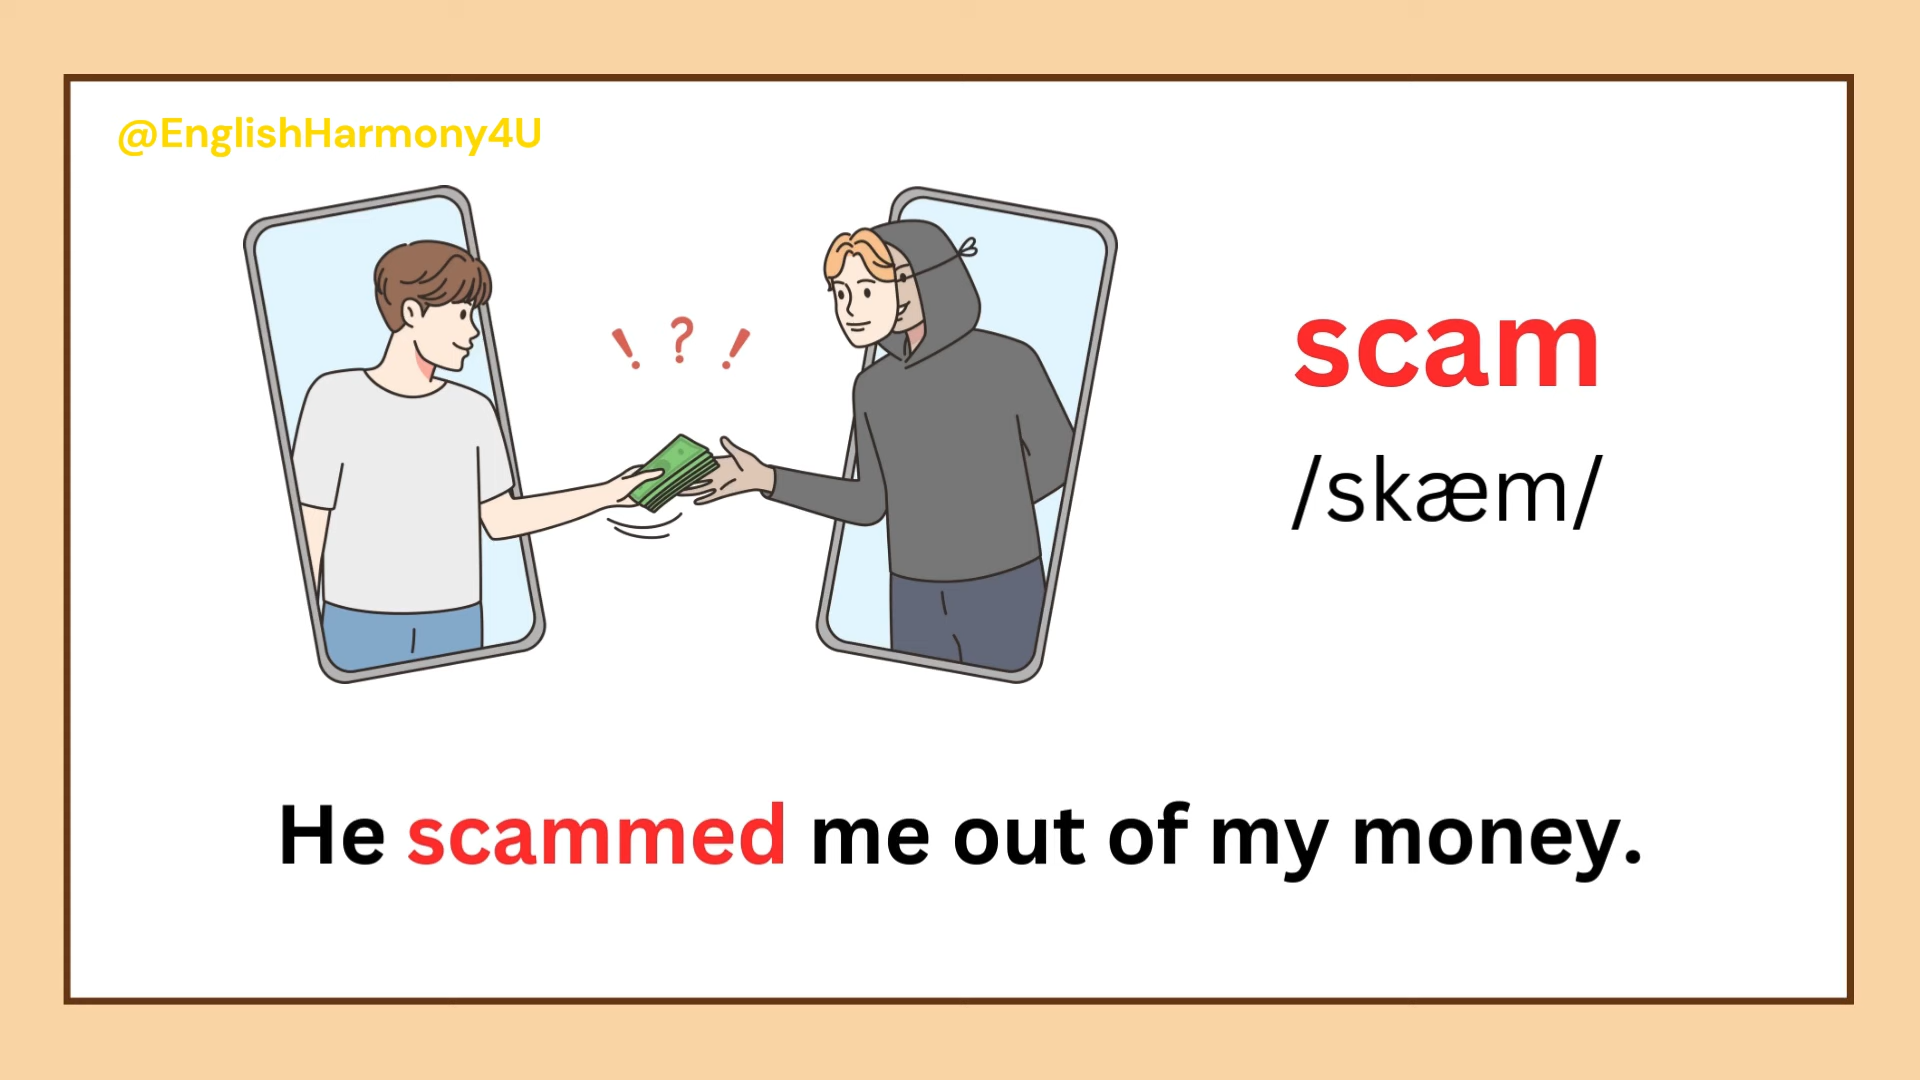 @EnglishHarmony4U
! ? !
scam
/skæm/
He scammed me out of my money.